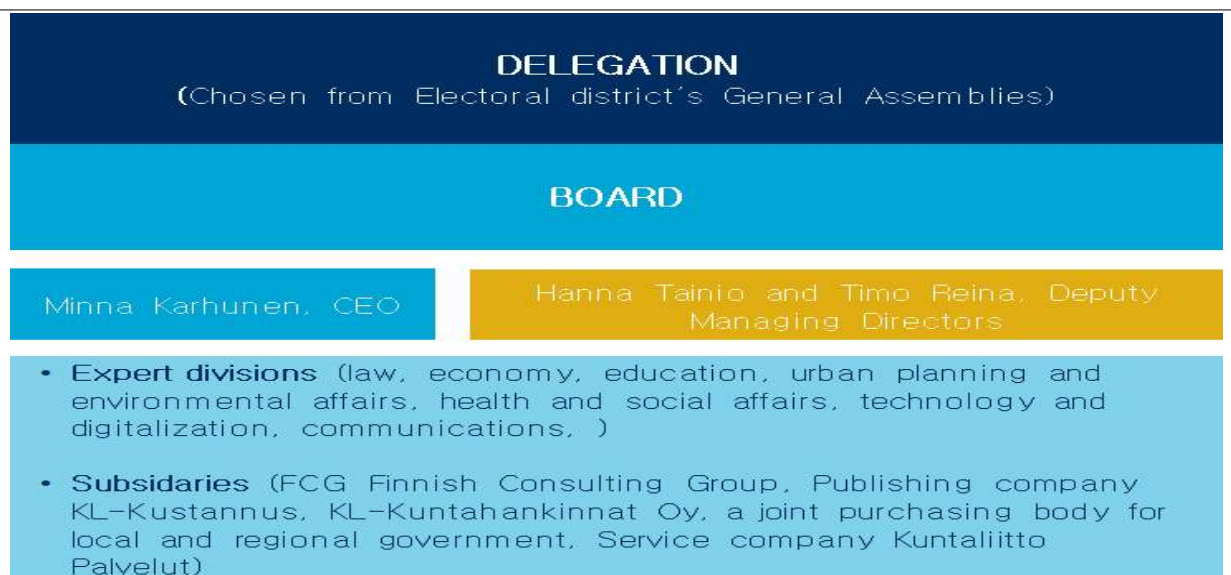 DELEGATION
(Chosen from Electoral district´s General Assemblies)
BOARD
Minna Karhunen, CEO
Hanna Tainio and Timo Reina, Deputy
Managing Directors
• Expert divisions (law, economy, education, urban planning and
environmental affairs, health and social affairs, technology and
digitalization, communications, )
• Subsidaries (FCG Finnish Consulting Group, Publishing company
KL-Kustannus, KL-Kuntahankinnat Oy, a joint purchasing body for
local and regional government, Service company Kuntaliitto
Palvelut)